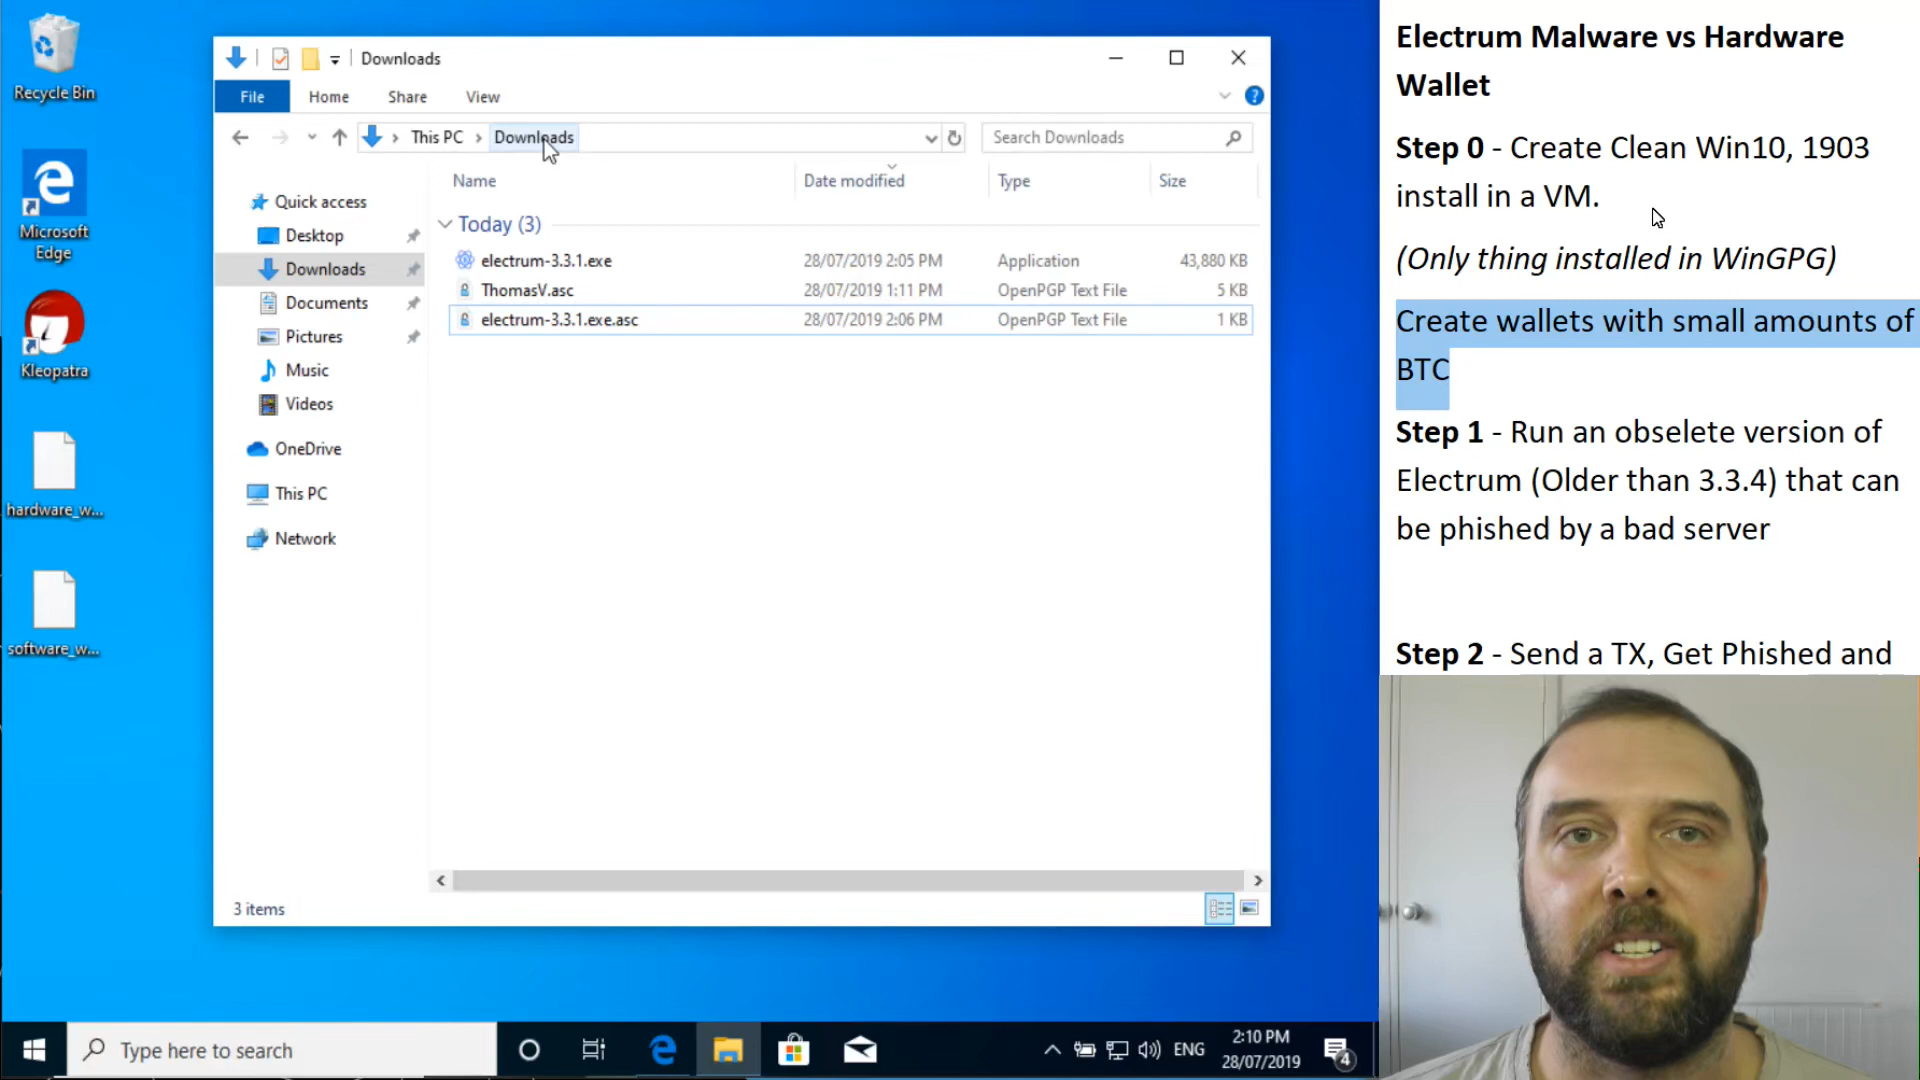 Recycle Bin
Microsoft
Edge
Kleopatra
hardware_w...
software_w...
Downloads
File
Home
Share
View
This PC
Downloads
Search Downloads
Name
Date modified
Type
Size
Quick access
Desktop
Downloads
Documents
Pictures
Music
Videos
OneDrive
This PC
Network
Today (3)
electrum-3.3.1.exe 28/07/2019 2:05 PM Application 43,880 KB
ThomasV.asc 28/07/2019 1:11 PM OpenPGP Text File 5 KB
electrum-3.3.1.exe.asc 28/07/2019 2:06 PM OpenPGP Text File 1 KB
3 items
Type here to search
ENG
2:10 PM
28/07/2019
4
Electrum Malware vs Hardware
Wallet
Step 0 - Create Clean Win10, 1903
install in a VM.
(Only thing installed in WinGPG)
Create wallets with small amounts of
BTC
Step 1 - Run an obselete version of
Electrum (Older than 3.3.4) that can
be phished by a bad server
Step 2 - Send a TX, Get Phished and